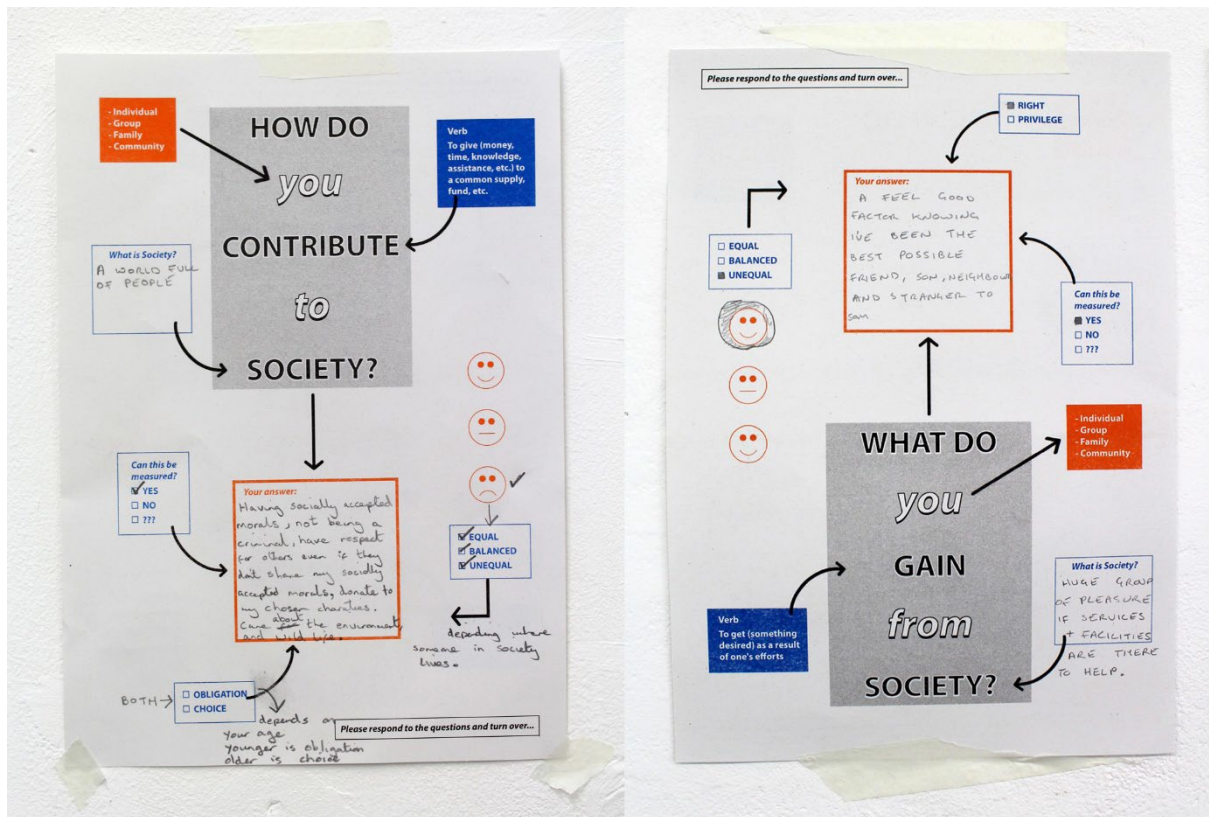 - Individual
- Group
- Family
- Community
HOW DO
you
CONTRIBUTE
to
SOCIETY?
Verb
To give (money,
time, knowledge,
assistance, etc.) to
a common supply,
fund, etc.
What is Society?
A WORLD FULL
OF PEOPLE
Can this be
measured?
YES
NO
???
Your answer:
Having socially accepted
morals, not being a
criminal, have respect
for others even if they
don't share my socially
accepted morals, donate to
my chosen charities.
Care about the environment,
and wild life.
EQUAL
BALANCED
UNEQUAL
depending where
someone in society
lives.
BOTH
OBLIGATION
CHOICE
depends on
your age
younger is obligation
older is choice
Please respond to the questions and turn over...
Please respond to the questions and turn over...
RIGHT
PRIVILEGE
Your answer:
A FEEL GOOD
FACTOR KNOWING
I'VE BEEN THE
BEST POSSIBLE
FRIEND, SON, NEIGHBOUR
AND STRANGER TO
EQUAL
BALANCED
UNEQUAL
Can this be
measured?
YES
NO
???
- Individual
- Group
- Family
- Community
WHAT DO
you
GAIN
from
SOCIETY?
Verb
To get (something
desired) as a result
of one's efforts
What is Society?
HUGE GROUP
OF PLEASURE
IF SERVICES
+ FACILITIES
ARE THERE
TO HELP.